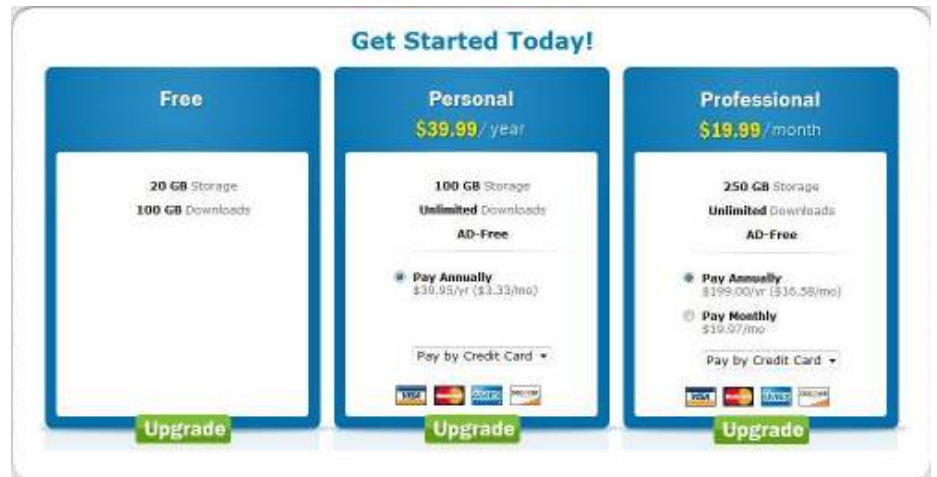 Get Started Today!
Free
20 GB Storage
100 GB Downloads
Upgrade
Personal
$39.99/year
100 GB Storage
Unlimited Downloads
AD-Free
Pay Annually
$39.95/yr ($3.33/mo)
Pay by Credit Card
VISA
Upgrade
Professional
$19.99/month
250 GB Storage
Unlimited Downloads
AD-Free
Pay Annually
$199.00/yr ($16.58/mo)
Pay Monthly
$19.97/mo
Pay by Credit Card
VISA
Upgrade